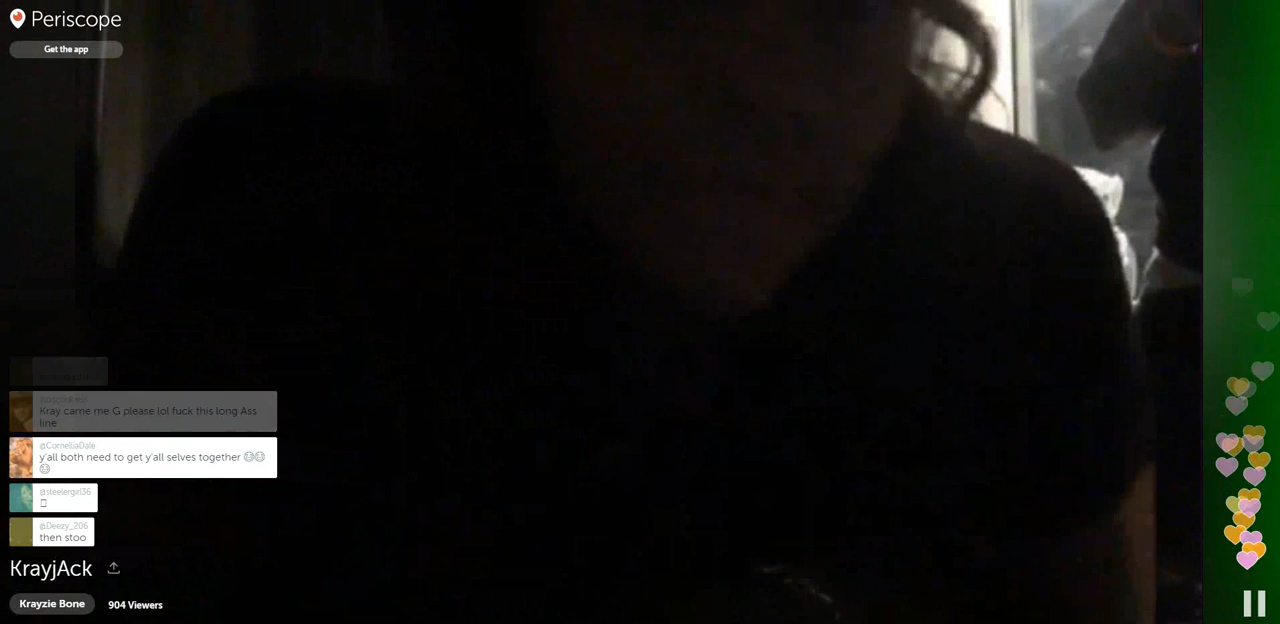 Periscope
Get the app
Kray came me G please lol fuck this long Ass
line
@CornelliaDale
y'all both need to get y'all selves together
@steelergirl36
@Deezy_206
then stoo
KrayjAck
Krayzie Bone
904 Viewers